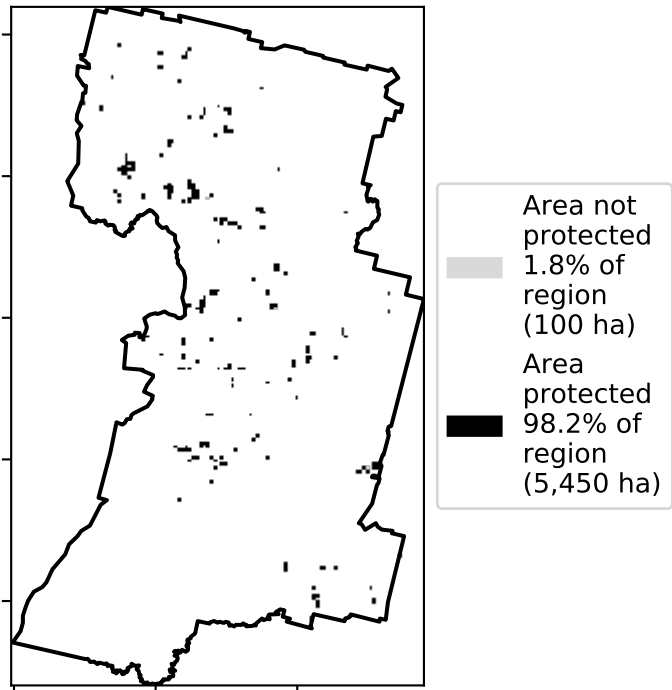 Area not
protected
1.8% of
region
(100 ha)
Area
protected
98.2% of
region
(5,450 ha)